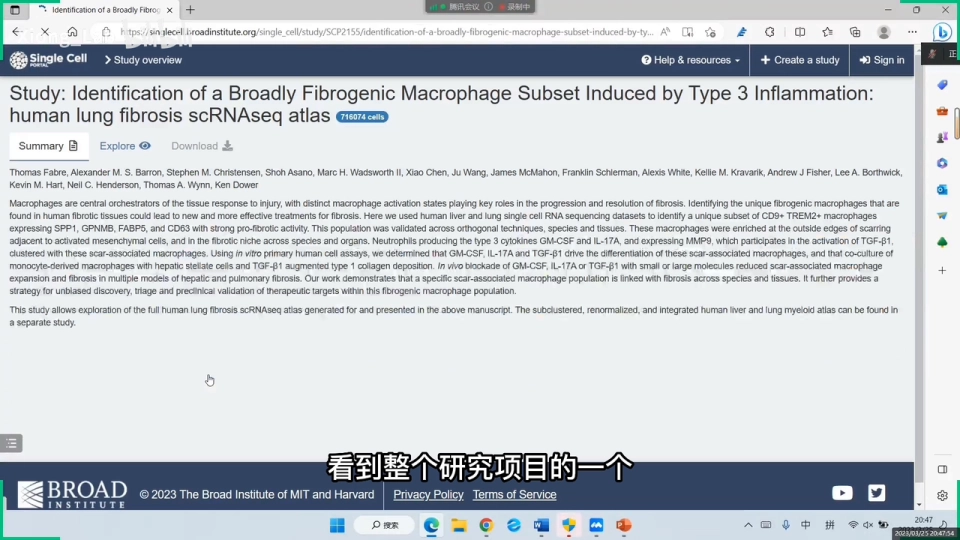 腾讯会议 录制中
Identification of a Broadly Fibrog
https://singlecell.broadinstitute.org/single_cell/study/SCP2155/identification-of-a-broadly-fibrogenic-macrophage-subset-induced-by-ty...
Single Cell
PORTAL
Study overview
Help & resources
Create a study
Sign in
正
Study: Identification of a Broadly Fibrogenic Macrophage Subset Induced by Type 3 Inflammation:
human lung fibrosis scRNAseq atlas 716074 cells
Summary Explore Download
Thomas Fabre, Alexander M. S. Barron, Stephen M. Christensen, Shoh Asano, Marc H. Wadsworth II, Xiao Chen, Ju Wang, James McMahon, Franklin Schlerman, Alexis White, Kellie M. Kravarik, Andrew J Fisher, Lee A. Borthwick,
Kevin M. Hart, Neil C. Henderson, Thomas A. Wynn, Ken Dower
Macrophages are central orchestrators of the tissue response to injury, with distinct macrophage activation states playing key roles in the progression and resolution of fibrosis. Identifying the unique fibrogenic macrophages that are
found in human fibrotic tissues could lead to new and more effective treatments for fibrosis. Here we used human liver and lung single cell RNA sequencing datasets to identify a unique subset of CD9+ TREM2+ macrophages
expressing SPP1, GPNMB, FABP5, and CD63 with strong pro-fibrotic activity. This population was validated across orthogonal techniques, species and tissues. These macrophages were enriched at the outside edges of scarring
adjacent to activated mesenchymal cells, and in the fibrotic niche across species and organs. Neutrophils producing the type 3 cytokines GM-CSF and IL-17A, and expressing MMP9, which participates in the activation of TGF-β1,
clustered with these scar-associated macrophages. Using in vitro primary human cell assays, we determined that GM-CSF, IL-17A and TGF-β1 drive the differentiation of these scar-associated macrophages, and that co-culture of
monocyte-derived macrophages with hepatic stellate cells and TGF-β1 augmented type 1 collagen deposition. In vivo blockade of GM-CSF, IL-17A or TGF-β1 with small or large molecules reduced scar-associated macrophage
expansion and fibrosis in multiple models of hepatic and pulmonary fibrosis. Our work demonstrates that a specific scar-associated macrophage population is linked with fibrosis across species and tissues. It further provides a
strategy for unbiased discovery, triage and preclinical validation of therapeutic targets within this fibrogenic macrophage population.
This study allows exploration of the full human lung fibrosis scRNAseq atlas generated for and presented in the above manuscript. The subclustered, renormalized, and integrated human liver and lung myeloid atlas can be found in
a separate study.
看到整个研究项目的一个
BROAD
INSTITUTE
© 2023 The Broad Institute of MIT and Harvard
Privacy Policy
Terms of Service
搜索
中
拼
20:47
2023/03/25 20:47:54